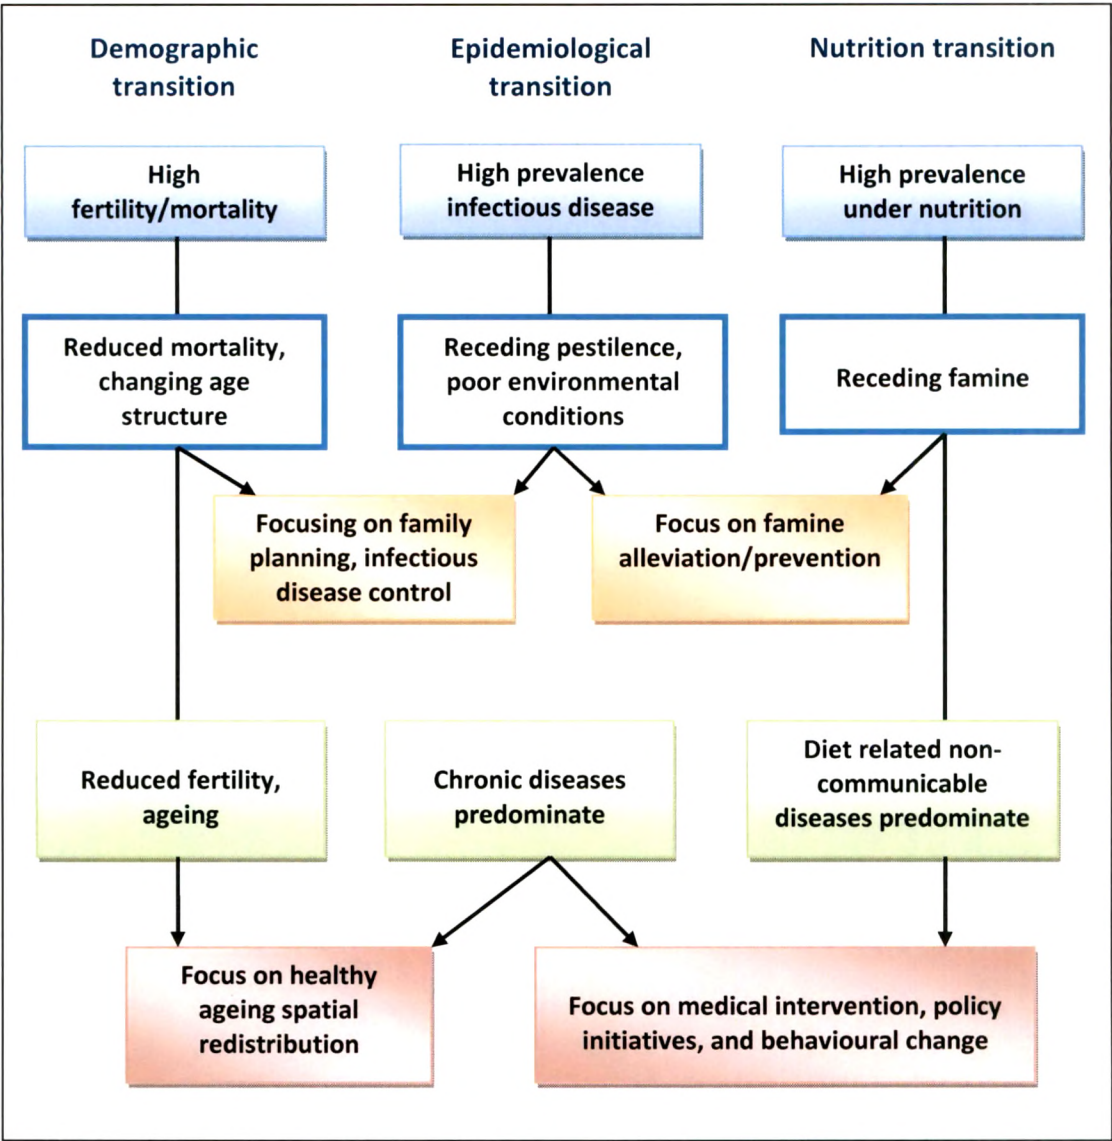 Demographic
transition
Epidemiological
transition
Nutrition transition
High
fertility/mortality
High prevalence
infectious disease
High prevalence
under nutrition
Reduced mortality,
changing age
structure
Receding pestilence,
poor environmental
conditions
Receding famine
Focusing on family
planning, infectious
disease control
Focus on famine
alleviation/prevention
Reduced fertility,
ageing
Chronic diseases
predominate
Diet related non-
communicable
diseases predominate
Focus on healthy
ageing spatial
redistribution
Focus on medical intervention, policy
initiatives, and behavioural change